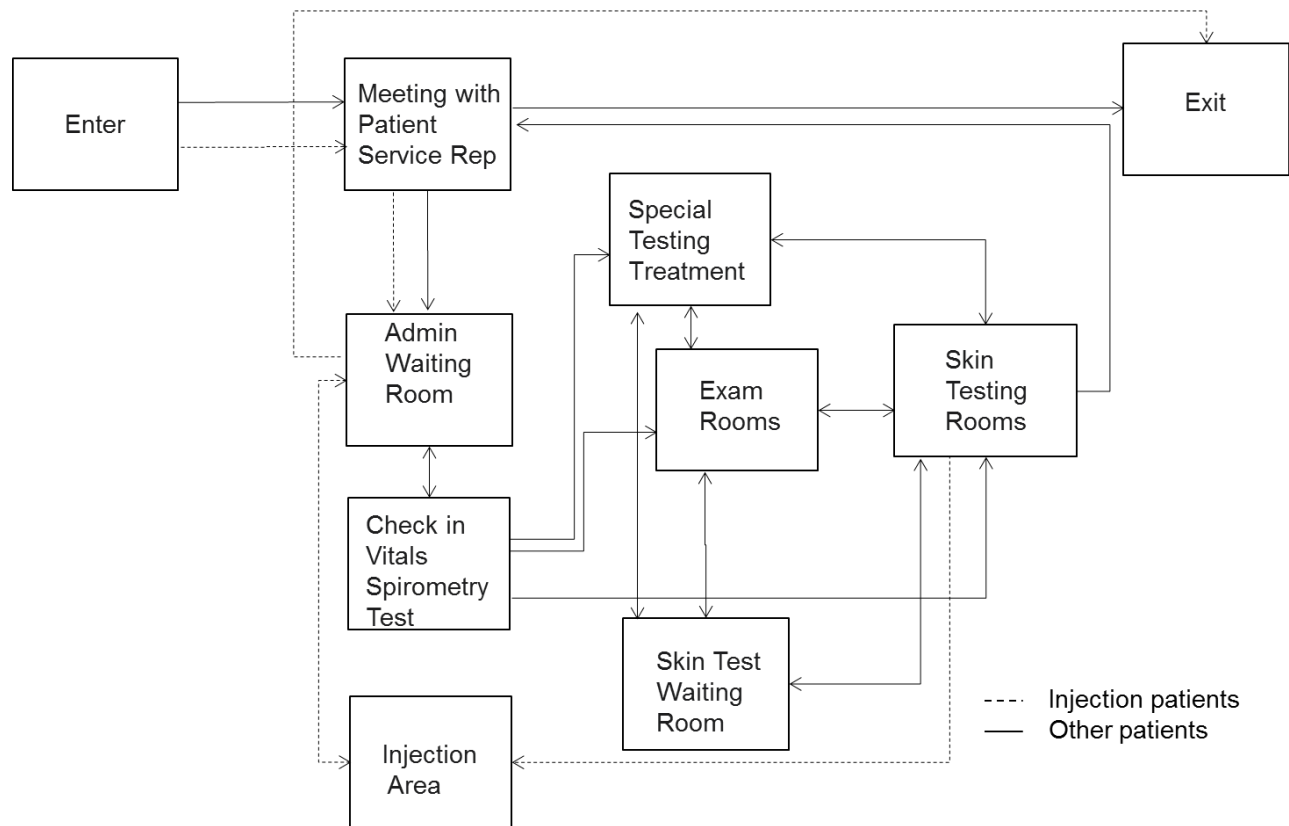 Enter
Meeting with
Patient
Service Rep
Exit
Special
Testing
Treatment
Admin
Waiting
Room
Exam
Rooms
Skin
Testing
Rooms
Check in
Vitals
Spirometry
Test
Skin Test
Waiting
Room
Injection
Area
Injection patients
Other patients